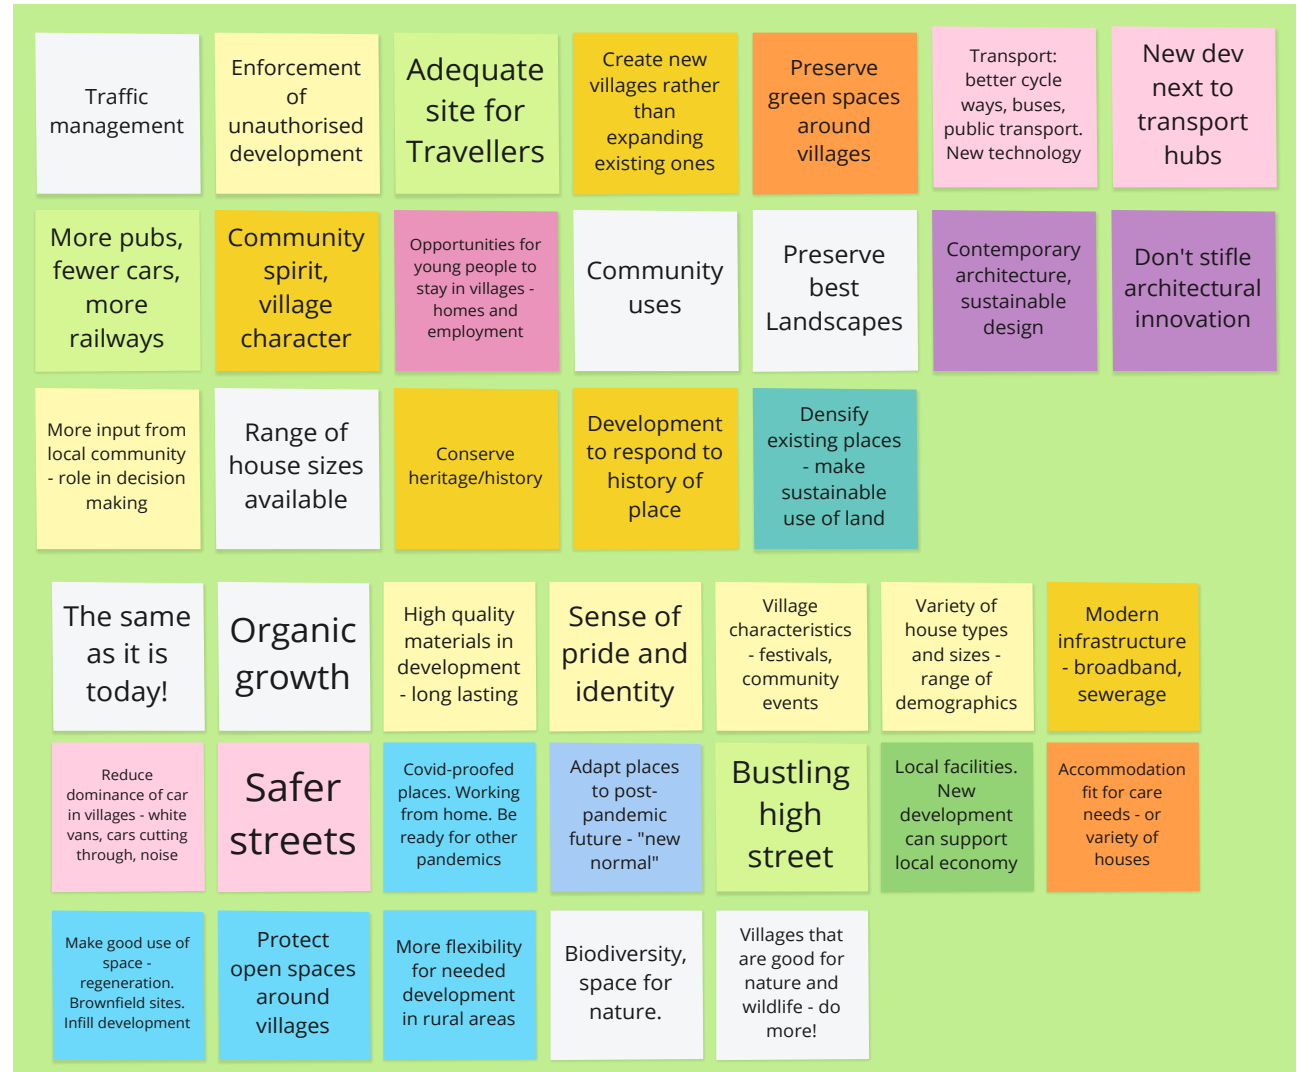 Traffic
management
Enforcement
of
unauthorised
development
Adequate
site for
Travellers
Create new
villages rather
than
expanding
existing ones
Preserve
green spaces
around
villages
Transport:
better cycle
ways, buses,
public transport.
New technology
New dev
next to
transport
hubs
More pubs,
fewer cars,
more
railways
Community
spirit,
village
character
Opportunities for
young people to
stay in villages -
homes and
employment
Community
uses
Preserve
best
Landscapes
Contemporary
architecture,
sustainable
design
Don't stifle
architectural
innovation
More input from
local community
- role in decision
making
Range of
house sizes
available
Conserve
heritage/history
Development
to respond to
history of
place
Densify
existing places
- make
sustainable
use of land
The same
as it is
today!
Organic
growth
High quality
materials in
development
- long lasting
Sense of
pride and
identity
Village
characteristics
- festivals,
community
events
Variety of
house types
and sizes -
range of
demographics
Modern
infrastructure
- broadband,
sewerage
Reduce
dominance of car
in villages - white
vans, cars cutting
through, noise
Safer
streets
Covid-proofed
places. Working
from home. Be
ready for other
pandemics
Adapt places
to post-
pandemic
future - "new
normal"
Bustling
high
street
Local facilities.
New
development
can support
local economy
Accommodation
fit for care
needs - or
variety of
houses
Make good use of
space -
regeneration.
Brownfield sites.
Infill development
Protect
open spaces
around
villages
More flexibility
for needed
development
in rural areas
Biodiversity,
space for
nature.
Villages that
are good for
nature and
wildlife - do
more!